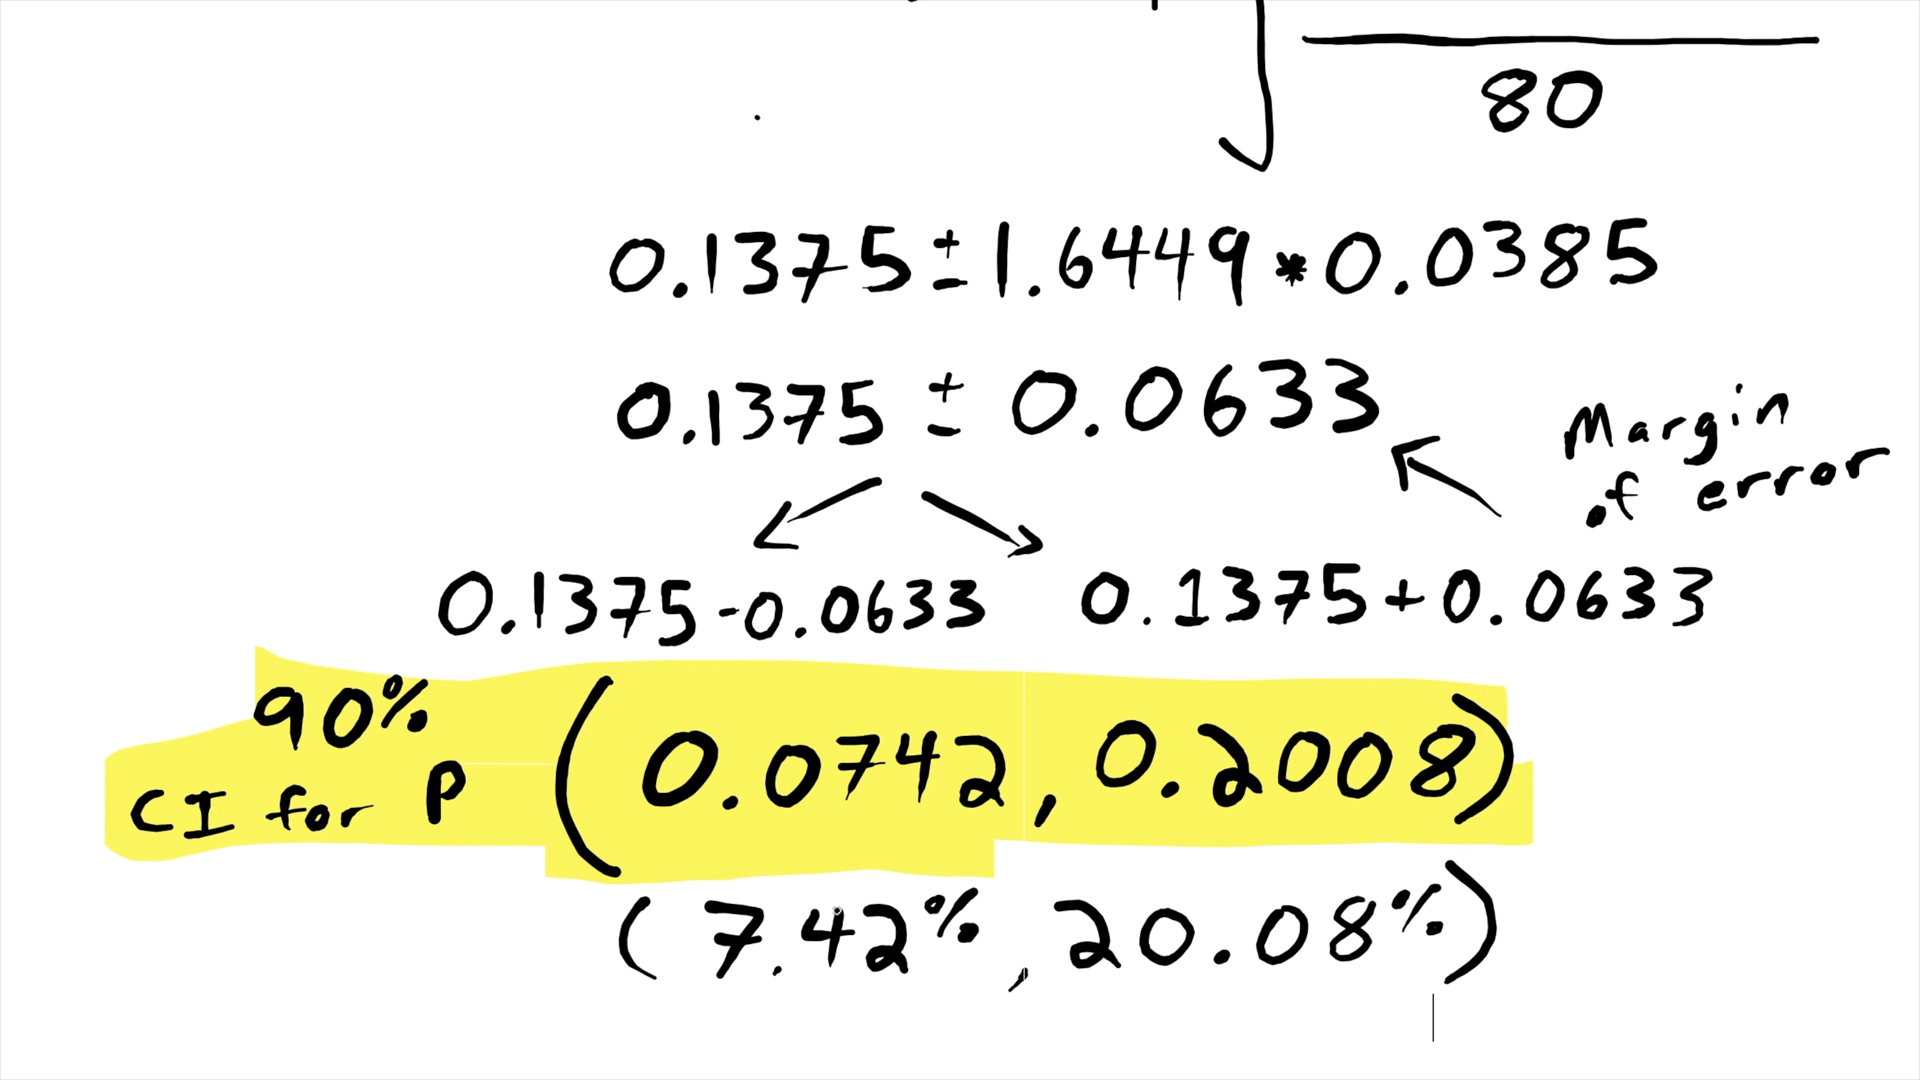 80
0.1375 ± 1.6449 * 0.0385
0.1375 ± 0.0633
Margin
of error
0.1375 - 0.0633
0.1375 + 0.0633
90%
CI for P
(0.0742, 0.2008)
(7.42%, 20.08%)